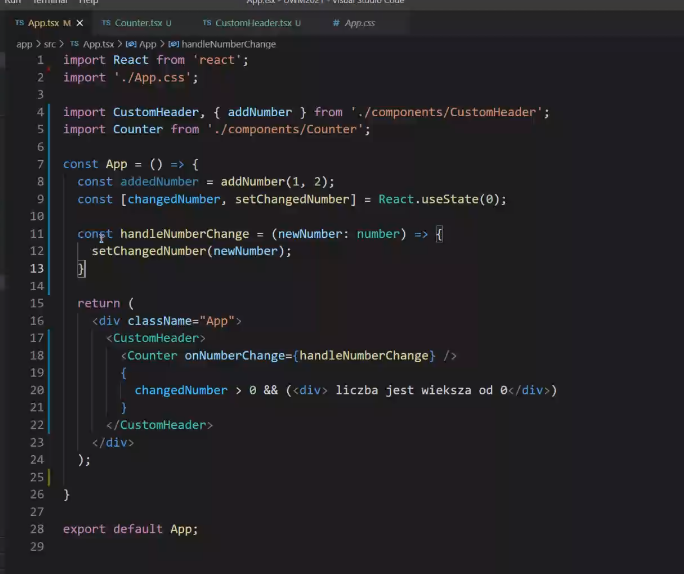 Run Terminal Help App.tsx - UWM2021 - Visual Studio Code
TS App.tsx M × TS Counter.tsx U TS CustomHeader.tsx U # App.css
app > src > TS App.tsx > App > handleNumberChange
1 import React from 'react';
2 import './App.css';
3
4 import CustomHeader, { addNumber } from './components/CustomHeader';
5 import Counter from './components/Counter';
6
7 const App = () => {
8 const addedNumber = addNumber(1, 2);
9 const [changedNumber, setChangedNumber] = React.useState(0);
10
11 const handleNumberChange = (newNumber: number) => {
12 setChangedNumber(newNumber);
13 }
14
15 return (
16 <div className="App">
17 <CustomHeader>
18 <Counter onNumberChange={handleNumberChange} />
19 {
20 changedNumber > 0 && (<div> liczba jest wieksza od 0</div>)
21 }
22 </CustomHeader>
23 </div>
24 );
25
26 }
27
28 export default App;
29